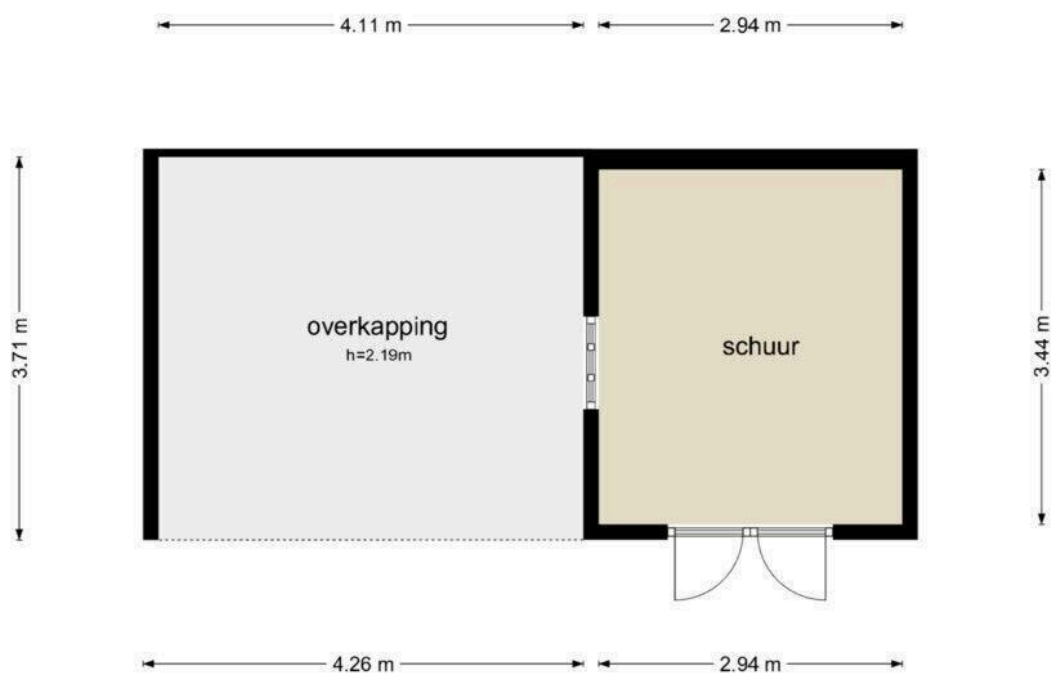 4.11 m
2.94 m
3.71 m
overkapping
h=2.19m
schuur
3.44 m
4.26 m
2.94 m